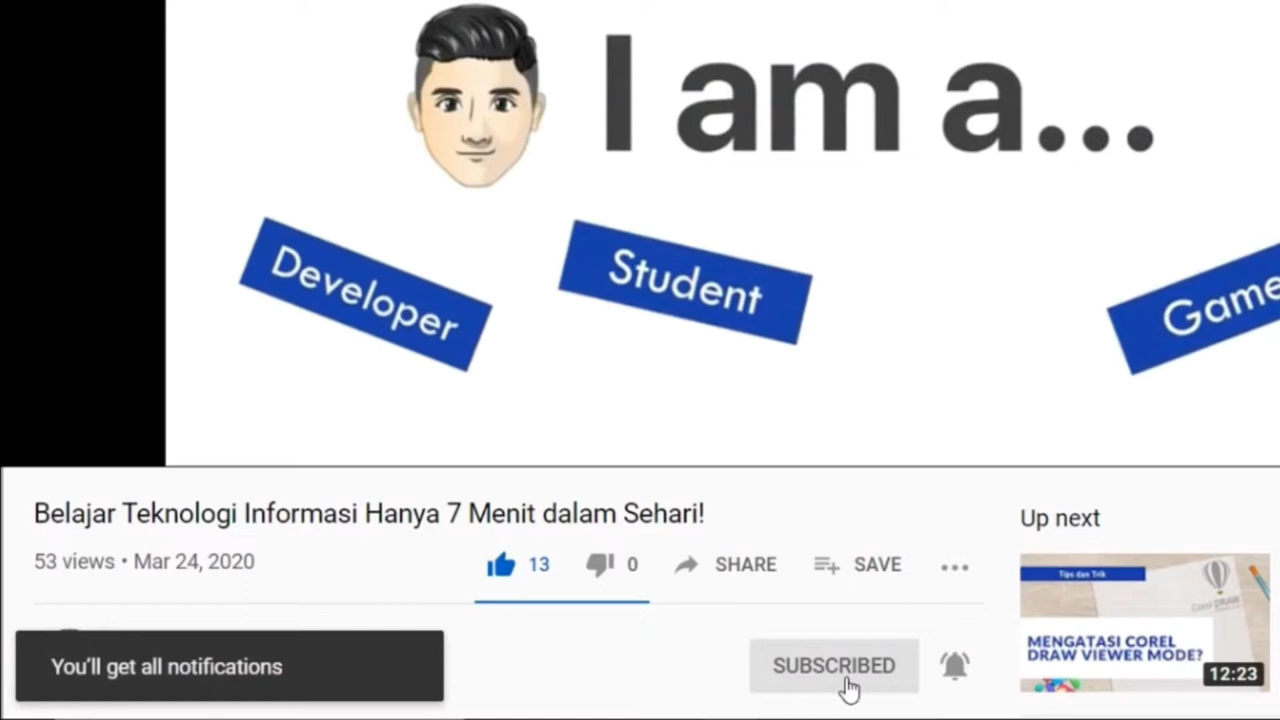 I am a...
Developer
Student
Game
Belajar Teknologi Informasi Hanya 7 Menit dalam Sehari!
53 views • Mar 24, 2020
13
0
SHARE
SAVE
Up next
Tips dan Trik
CorelDRAW
MENGATASI COREL
DRAW VIEWER MODE?
12:23
You'll get all notifications
SUBSCRIBED